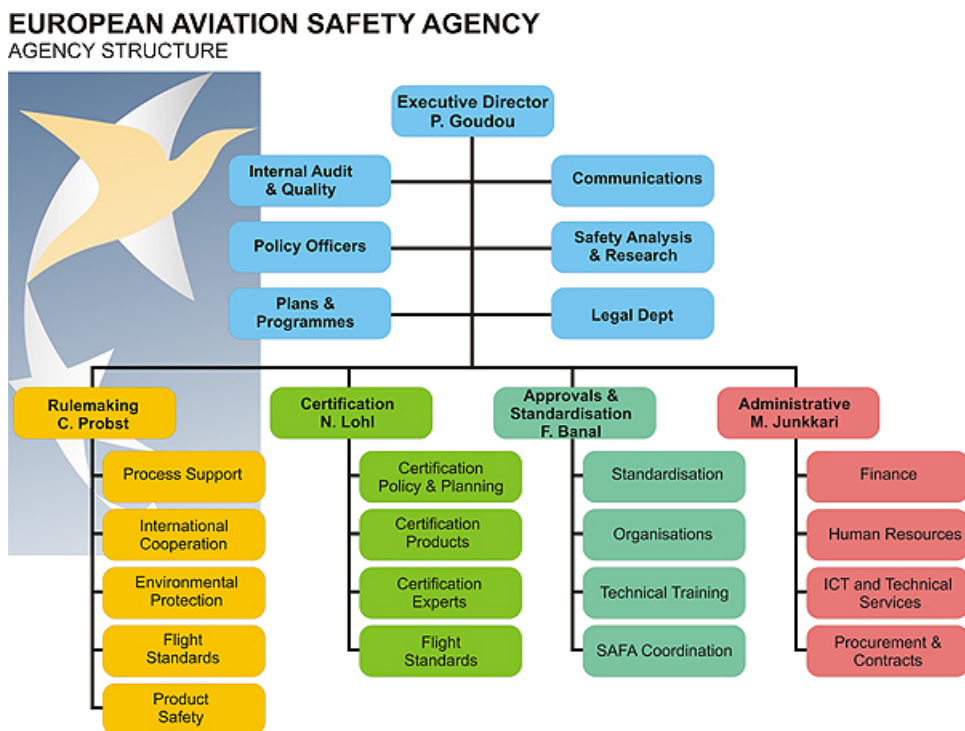 EUROPEAN AVIATION SAFETY AGENCY
AGENCY STRUCTURE
Executive Director
P. Goudou
Internal Audit
& Quality
Communications
Policy Officers
Safety Analysis
& Research
Plans &
Programmes
Legal Dept
Rulemaking
C. Probst
Process Support
International
Cooperation
Environmental
Protection
Flight
Standards
Product
Safety
Certification
N. Lohl
Certification
Policy & Planning
Certification
Products
Certification
Experts
Flight
Standards
Approvals &
Standardisation
F. Banal
Standardisation
Organisations
Technical Training
SAFA Coordination
Administrative
M. Junkkari
Finance
Human Resources
ICT and Technical
Services
Procurement &
Contracts